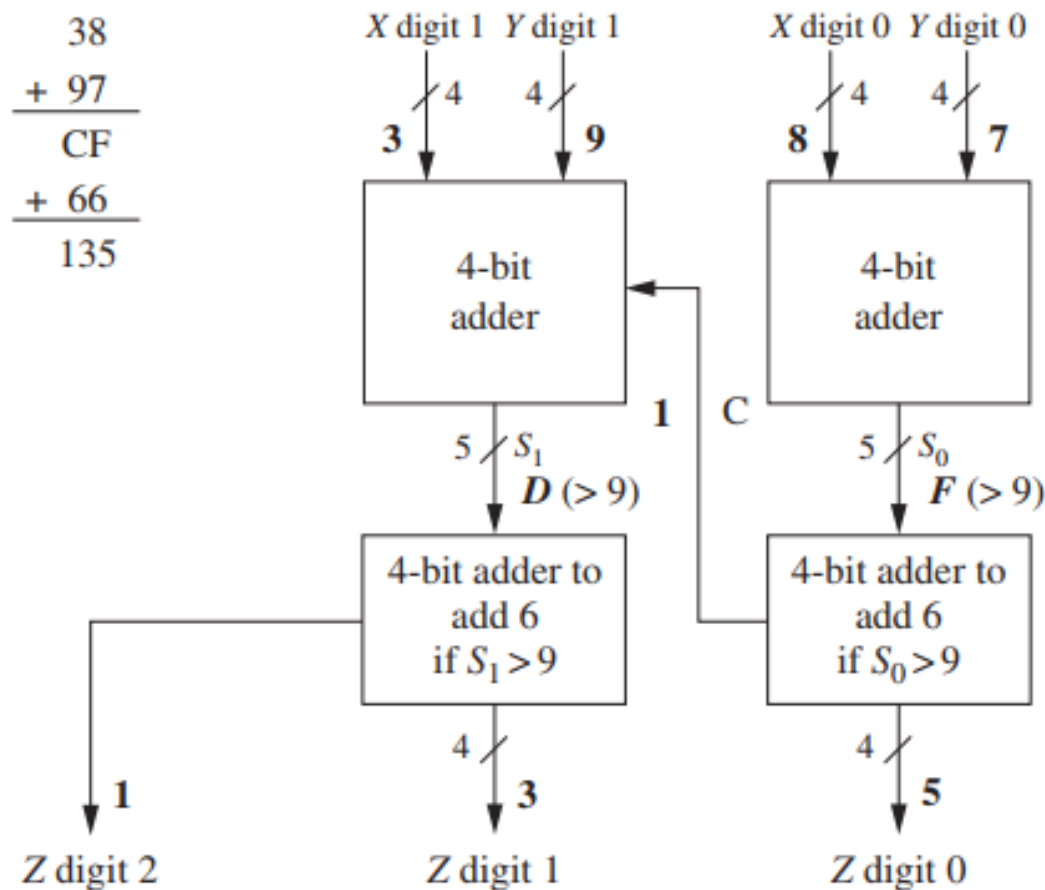 38
+ 97
CF
+ 66
135
X digit 1 Y digit 1 X digit 0 Y digit 0
4 4 4 4
3 9 8 7
4-bit
adder
4-bit
adder
1 C
5 S₁ 5 S₀
D (> 9) F (> 9)
4-bit adder to
add 6
if S₁ > 9
4-bit adder to
add 6
if S₀ > 9
4 4
1 3 5
Z digit 2 Z digit 1 Z digit 0